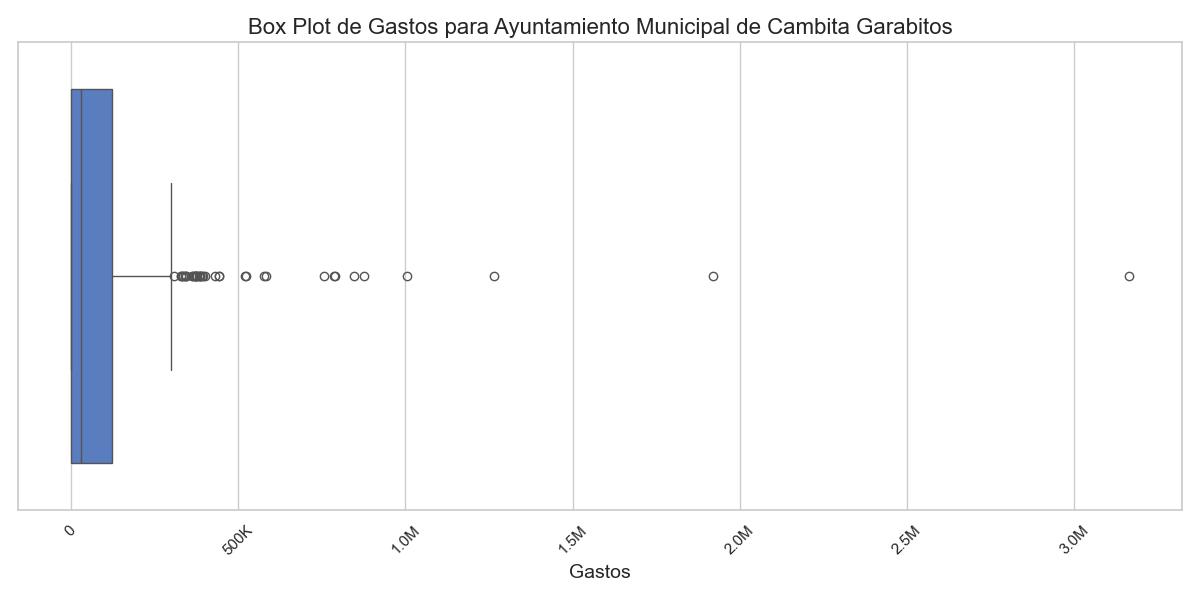 Box Plot de Gastos para Ayuntamiento Municipal de Cambita Garabitos
0
500K
1.0M
1.5M
2.0M
2.5M
3.0M
Gastos